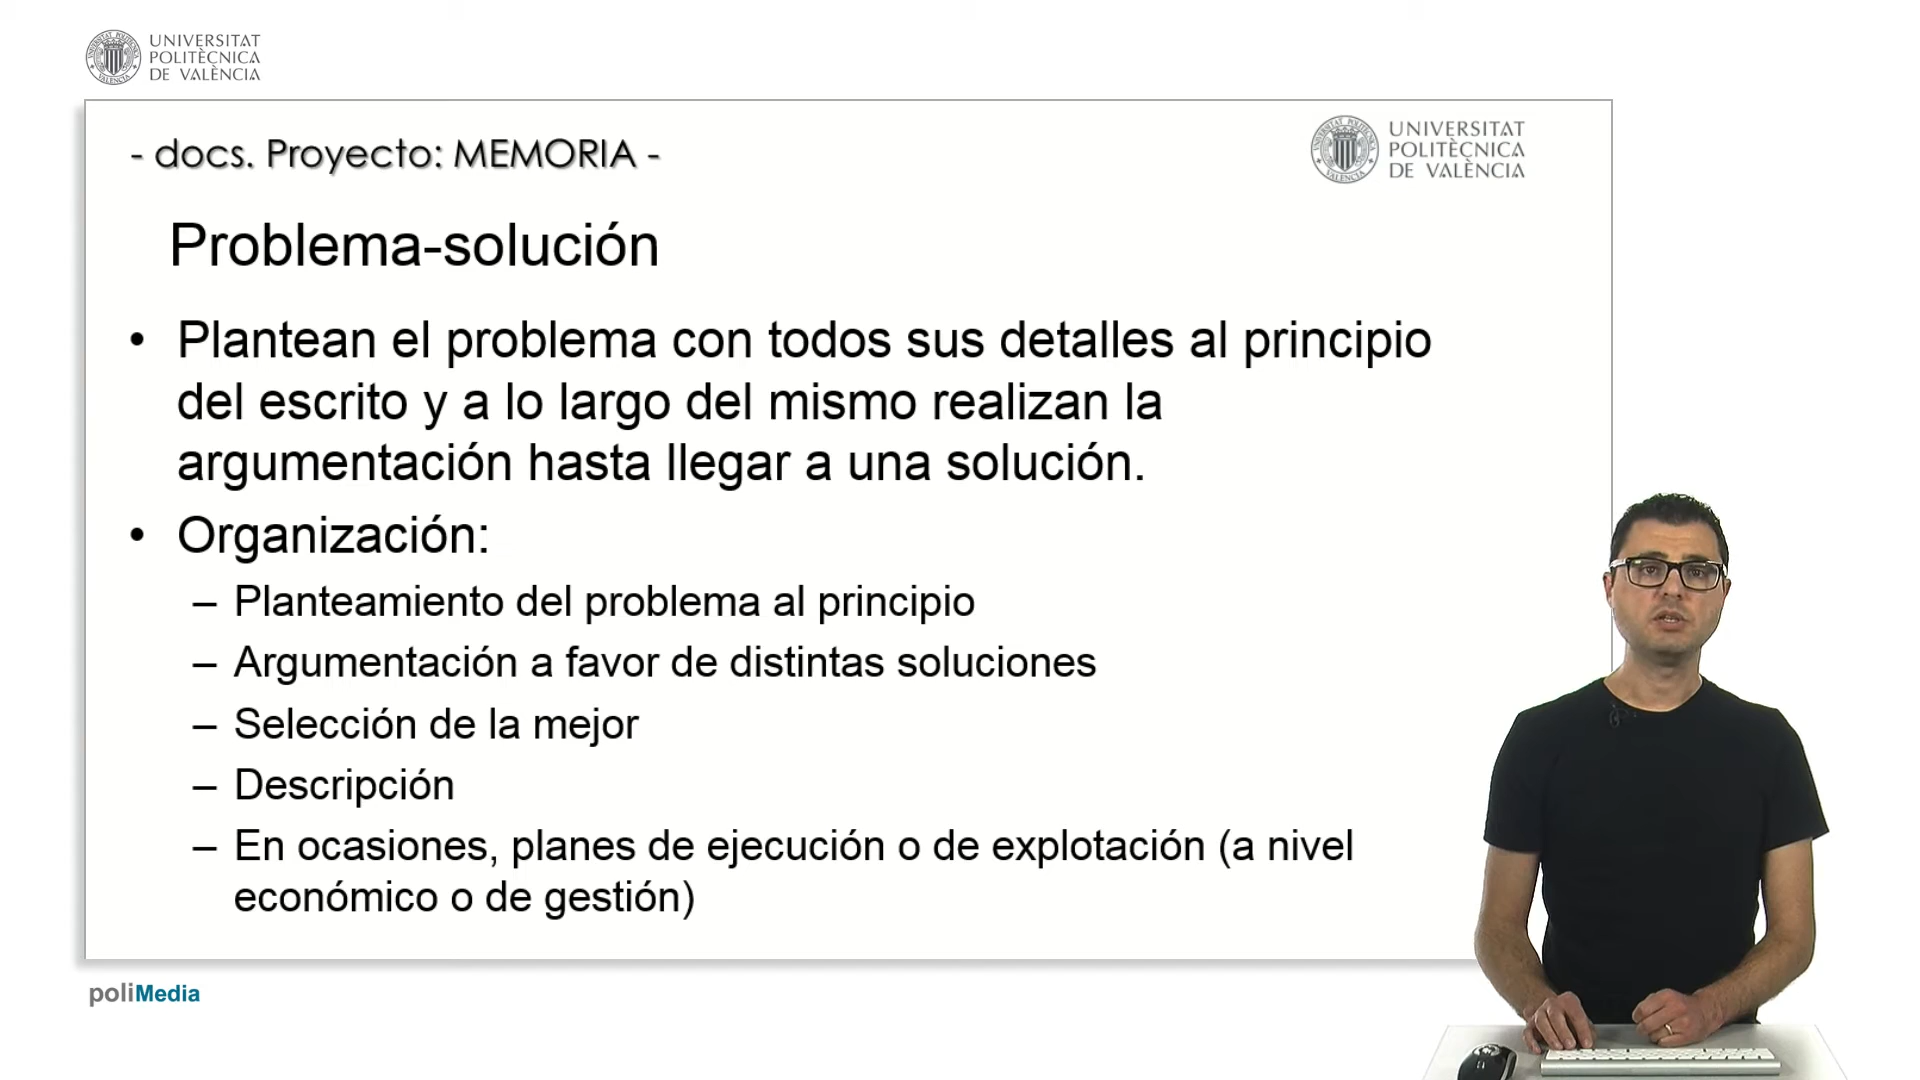 UNIVERSITAT
POLITÈCNICA
DE VALÈNCIA
- docs. Proyecto: MEMORIA -
UNIVERSITAT
POLITÈCNICA
DE VALÈNCIA
Problema-solución
• Plantean el problema con todos sus detalles al principio
del escrito y a lo largo del mismo realizan la
argumentación hasta llegar a una solución.
• Organización:
– Planteamiento del problema al principio
– Argumentación a favor de distintas soluciones
– Selección de la mejor
– Descripción
– En ocasiones, planes de ejecución o de explotación (a nivel
económico o de gestión)
poliMedia